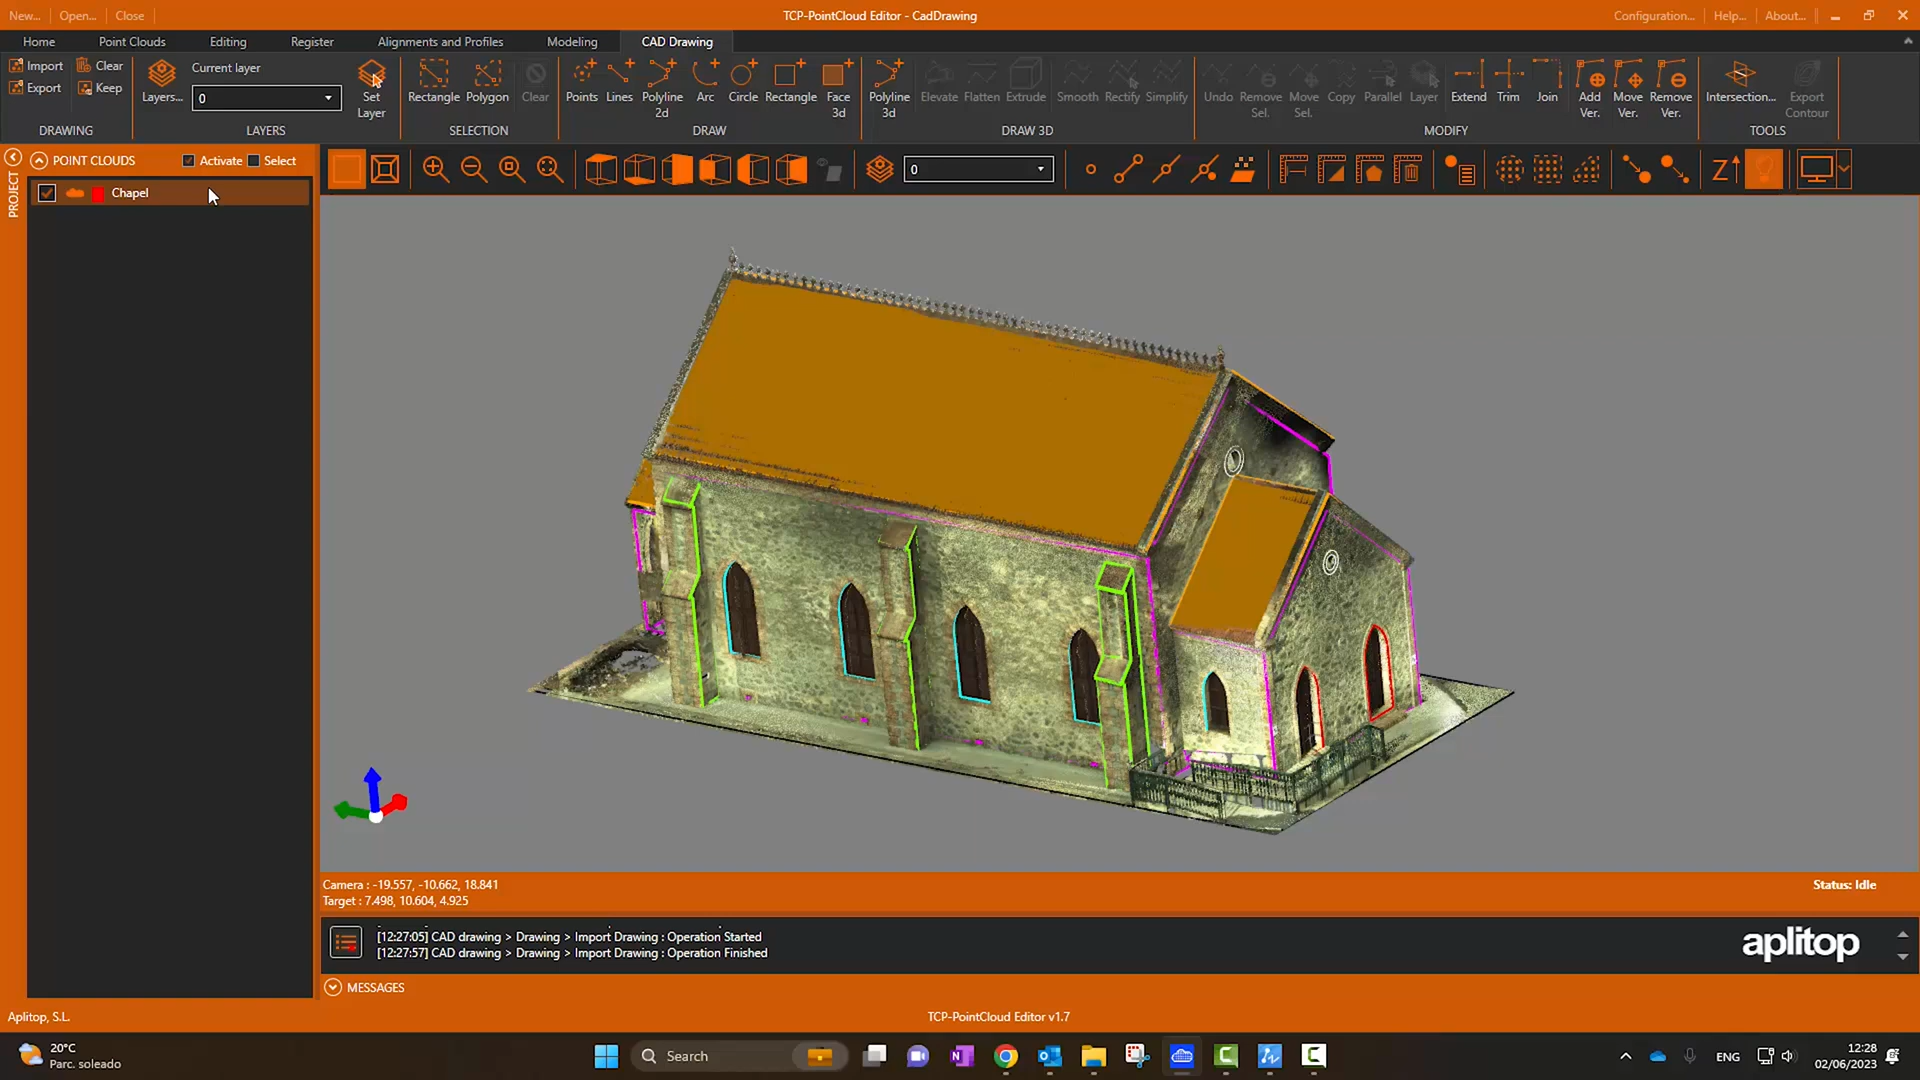 New...
Open...
Close
TCP-PointCloud Editor - CadDrawing
Configuration...
Help...
About...
Home
Point Clouds
Editing
Register
Alignments and Profiles
Modeling
CAD Drawing
Import
Clear
Export
Keep
DRAWING
Layers...
Current layer
0
Set Layer
LAYERS
Rectangle
Polygon
Clear
SELECTION
Points
Lines
Polyline 2d
Arc
Circle
Rectangle
Face 3d
DRAW
Polyline 3d
Elevate
Flatten
Extrude
Smooth
Rectify
Simplify
DRAW 3D
Undo
Remove Sel.
Move Sel.
Copy
Parallel
Layer
Extend
Trim
Join
Add Ver.
Move Ver.
Remove Ver.
MODIFY
Intersection...
Export Contour
TOOLS
PROJECT
POINT CLOUDS
Activate
Select
Chapel
0
Z
Camera : -19.557, -10.662, 18.841
Target : 7.498, 10.604, 4.925
Status: Idle
[12:27:05] CAD drawing > Drawing > Import Drawing : Operation Started
[12:27:57] CAD drawing > Drawing > Import Drawing : Operation Finished
aplitop
MESSAGES
Aplitop, S.L.
TCP-PointCloud Editor v1.7
20°C
Parc. soleado
Search
ENG
12:28
02/06/2023